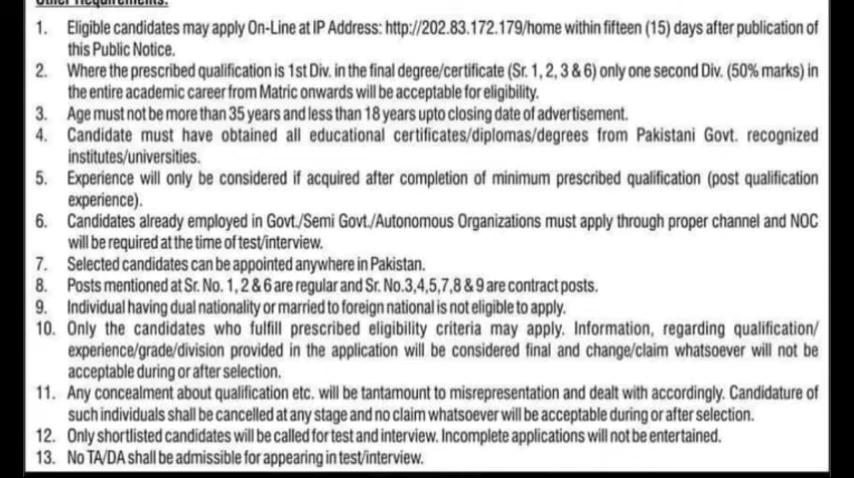 Other Requirements:
1. Eligible candidates may apply On-Line at IP Address: http://202.83.172.179/home within fifteen (15) days after publication of
this Public Notice.
2. Where the prescribed qualification is 1st Div. in the final degree/certificate (Sr. 1, 2, 3 & 6) only one second Div. (50% marks) in
the entire academic career from Matric onwards will be acceptable for eligibility.
3. Age must not be more than 35 years and less than 18 years upto closing date of advertisement.
4. Candidate must have obtained all educational certificates/diplomas/degrees from Pakistani Govt. recognized
institutes/universities.
5. Experience will only be considered if acquired after completion of minimum prescribed qualification (post qualification
experience).
6. Candidates already employed in Govt./Semi Govt./Autonomous Organizations must apply through proper channel and NOC
will be required at the time of test/interview.
7. Selected candidates can be appointed anywhere in Pakistan.
8. Posts mentioned at Sr. No. 1, 2 & 6 are regular and Sr. No.3,4,5,7,8 & 9 are contract posts.
9. Individual having dual nationality or married to foreign national is not eligible to apply.
10. Only the candidates who fulfill prescribed eligibility criteria may apply. Information, regarding qualification/
experience/grade/division provided in the application will be considered final and change/claim whatsoever will not be
acceptable during or after selection.
11. Any concealment about qualification etc. will be tantamount to misrepresentation and dealt with accordingly. Candidature of
such individuals shall be cancelled at any stage and no claim whatsoever will be acceptable during or after selection.
12. Only shortlisted candidates will be called for test and interview. Incomplete applications will not be entertained.
13. No TA/DA shall be admissible for appearing in test/interview.